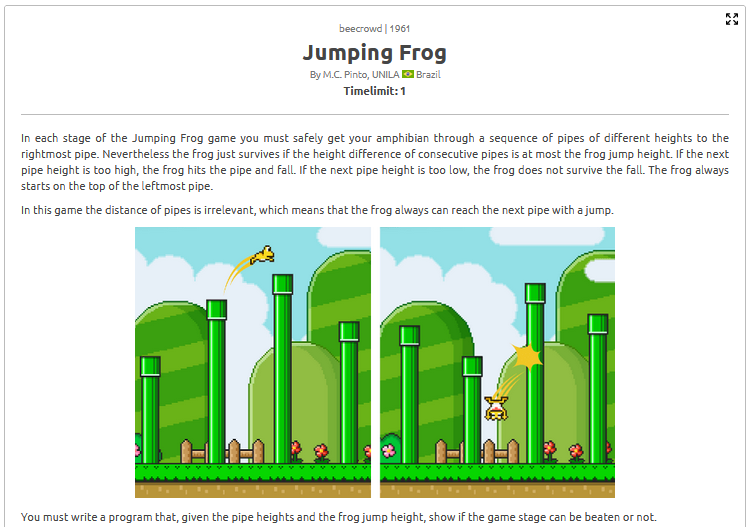 beecrowd | 1961
Jumping Frog
By M.C. Pinto, UNILA Brazil
Timelimit: 1
In each stage of the Jumping Frog game you must safely get your amphibian through a sequence of pipes of different heights to the
rightmost pipe. Nevertheless the frog just survives if the height difference of consecutive pipes is at most the frog jump height. If the next
pipe height is too high, the frog hits the pipe and fall. If the next pipe height is too low, the frog does not survive the fall. The frog always
starts on the top of the leftmost pipe.
In this game the distance of pipes is irrelevant, which means that the frog always can reach the next pipe with a jump.
You must write a program that, given the pipe heights and the frog jump height, show if the game stage can be beaten or not.